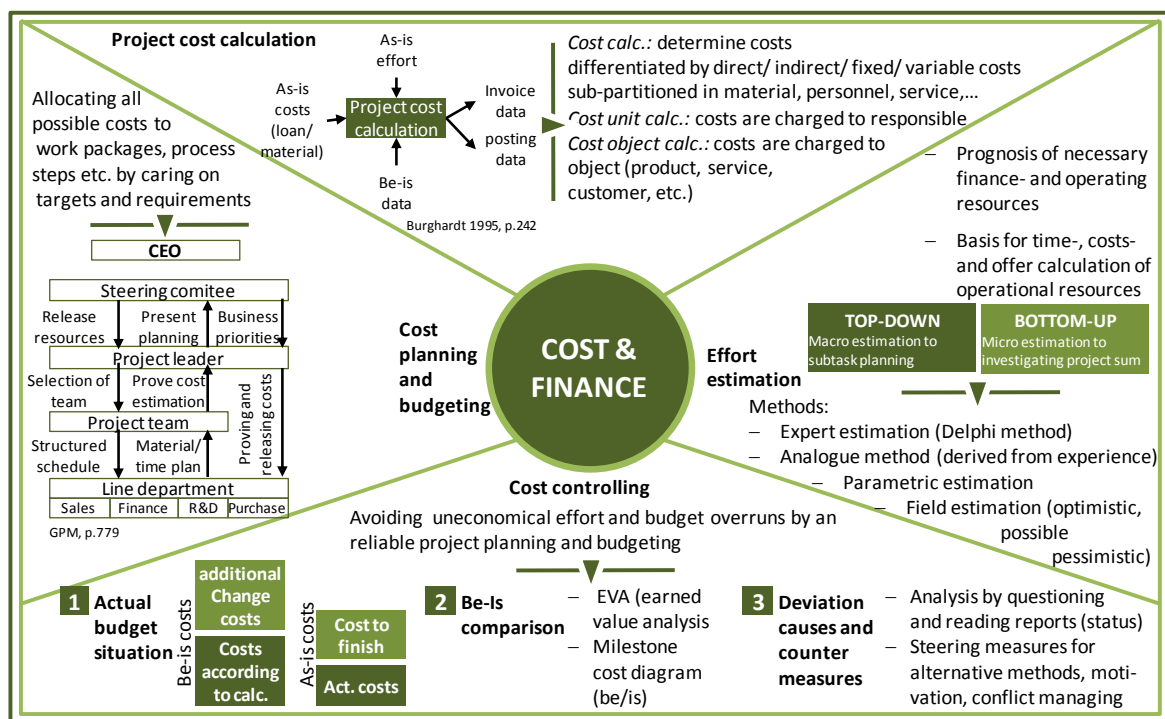 Project cost calculation
As-is
effort
As-is
costs
(loan/
material)
Project cost
calculation
Invoice
data
posting
data
Be-is
data
Burghardt 1995, p.242
Cost calc.: determine costs
differentiated by direct/ indirect/ fixed/ variable costs
sub-partitioned in material, personnel, service,...
Cost unit calc.: costs are charged to responsible
Cost object calc.: costs are charged to
object (product, service,
customer, etc.)
Allocating all
possible costs to
work packages, process
steps etc. by caring on
targets and requirements
CEO
Steering comitee
Release
resources
Present
planning
Business
priorities
Project leader
Selection of
team
Prove cost
estimation
Proving and
releasing costs
Project team
Structured
schedule
Material/
time plan
Line department
Sales
Finance
R&D
Purchase
GPM, p.779
Cost
planning
and
budgeting
COST &
FINANCE
Effort
estimation
– Prognosis of necessary
finance- and operating
resources
– Basis for time-, costs-
and offer calculation of
operational resources
TOP-DOWN
Macro estimation to
subtask planning
BOTTOM-UP
Micro estimation to
investigating project sum
Methods:
– Expert estimation (Delphi method)
– Analogue method (derived from experience)
– Parametric estimation
– Field estimation (optimistic,
possible
pessimistic)
Cost controlling
Avoiding uneconomical effort and budget overruns by an
reliable project planning and budgeting
1 Actual
budget
situation
Be-is costs
additional
Change
costs
Costs
according
to calc.
As-is costs
Cost to
finish
Act. costs
2 Be-Is
comparison
– EVA (earned
value analysis
– Milestone
cost diagram
(be/is)
3 Deviation
causes and
counter
measures
– Analysis by questioning
and reading reports (status)
– Steering measures for
alternative methods, moti-
vation, conflict managing